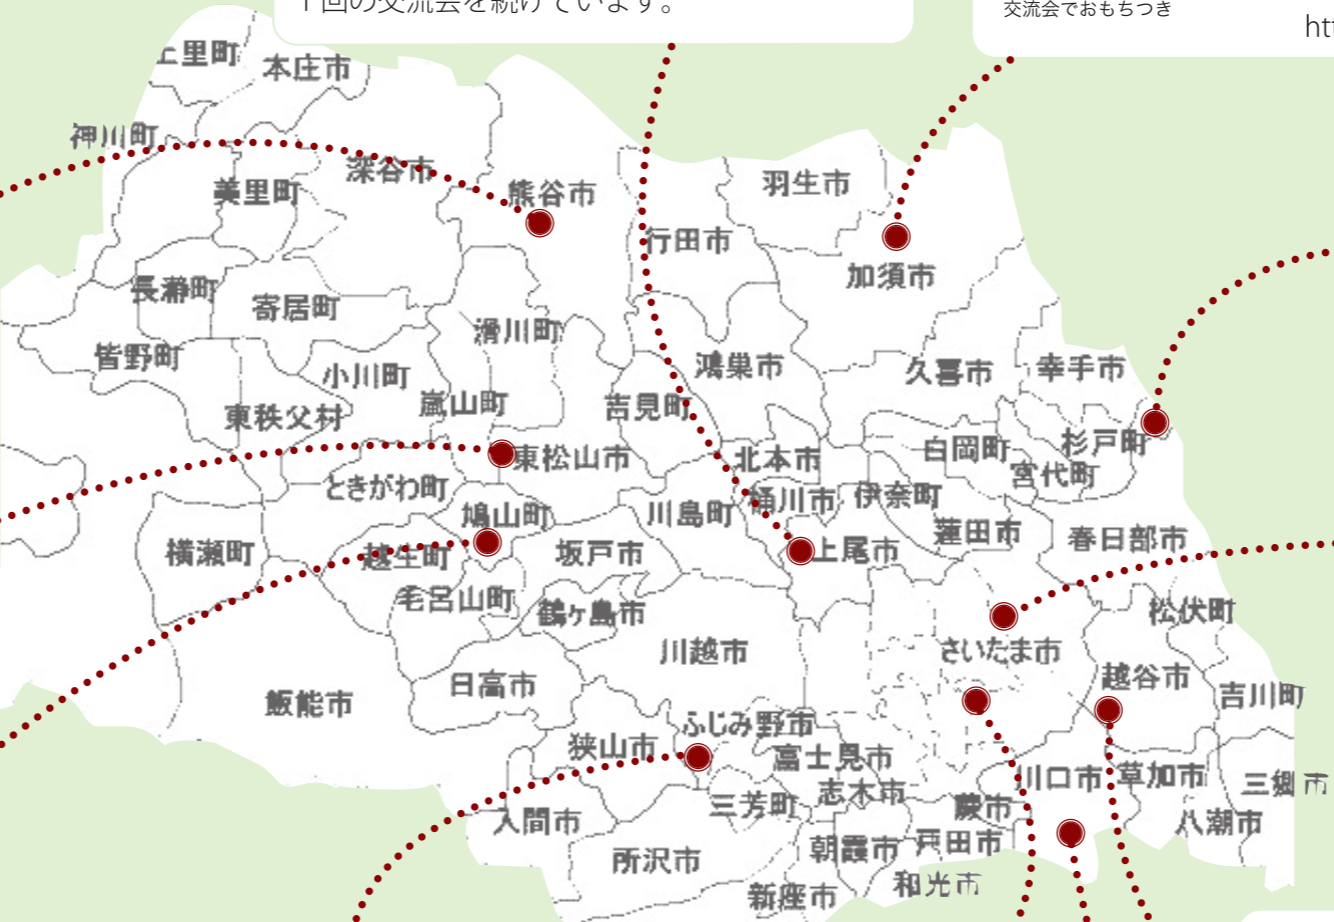 1回の交流会を続けています。
交流会でおもちつき
htt
上里町
本庄市
神川町
深谷市
美里町
熊谷市
羽生市
行田市
加須市
長瀞町
寄居町
滑川町
皆野町
小川町
鴻巣市
久喜市
幸手市
嵐山町
吉見町
東秩父村
東松山市
北本市
白岡町
杉戸町
宮代町
ときがわ町
桶川市
伊奈町
鳩山町
川島町
蓮田市
春日部市
横瀬町
越生町
坂戸市
上尾市
毛呂山町
鶴ヶ島市
松伏町
川越市
さいたま市
越谷市
日高市
吉川町
飯能市
ふじみ野市
狭山市
富士見市
川口市
草加市
三郷市
志木市
三芳町
蕨市
入間市
八潮市
戸田市
朝霞市
所沢市
和光市
新座市